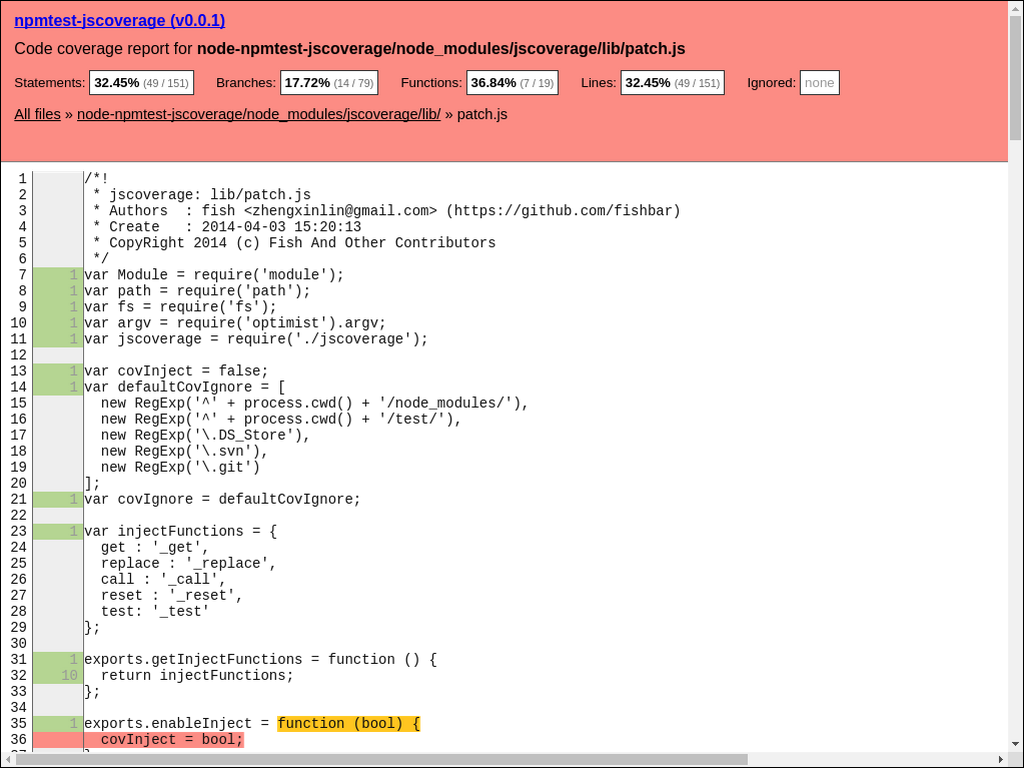 npmtest-jscoverage (v0.0.1)
Code coverage report for node-npmtest-jscoverage/node_modules/jscoverage/lib/patch.js
Statements: 32.45% (49 / 151) Branches: 17.72% (14 / 79) Functions: 36.84% (7 / 19) Lines: 32.45% (49 / 151) Ignored: none
All files » node-npmtest-jscoverage/node_modules/jscoverage/lib/ » patch.js
1 /*!
2  * jscoverage: lib/patch.js
3  * Authors  : fish <zhengxinlin@gmail.com> (https://github.com/fishbar)
4  * Create   : 2014-04-03 15:20:13
5  * CopyRight 2014 (c) Fish And Other Contributors
6  */
7 1 var Module = require('module');
8 1 var path = require('path');
9 1 var fs = require('fs');
10 1 var argv = require('optimist').argv;
11 1 var jscoverage = require('./jscoverage');
12
13 1 var covInject = false;
14 1 var defaultCovIgnore = [
15   new RegExp('^' + process.cwd() + '/node_modules/'),
16   new RegExp('^' + process.cwd() + '/test/'),
17   new RegExp('\.DS_Store'),
18   new RegExp('\.svn'),
19   new RegExp('\.git')
20 ];
21 1 var covIgnore = defaultCovIgnore;
22
23 1 var injectFunctions = {
24   get : '_get',
25   replace : '_replace',
26   call : '_call',
27   reset : '_reset',
28   test: '_test'
29 };
30
31 1 exports.getInjectFunctions = function () {
32 10   return injectFunctions;
33 };
34
35 1 exports.enableInject = function (bool) {
36   covInject = bool;